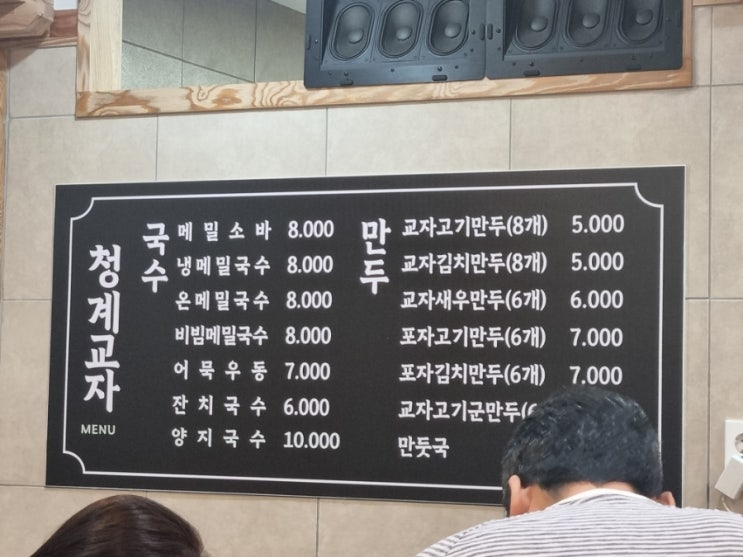 청계교자
MENU
국수
메밀소바 8.000
냉메밀국수 8.000
온메밀국수 8.000
비빔메밀국수 8.000
어묵우동 7.000
잔치국수 6.000
양지국수 10.000
만두
교자고기만두(8개) 5.000
교자김치만두(8개) 5.000
교자새우만두(6개) 6.000
포자고기만두(6개) 7.000
포자김치만두(6개) 7.000
교자고기군만두(6
만둣국